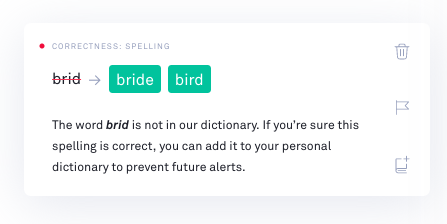 CORRECTNESS: SPELLING
brid → bride bird
The word brid is not in our dictionary. If you're sure this
spelling is correct, you can add it to your personal
dictionary to prevent future alerts.